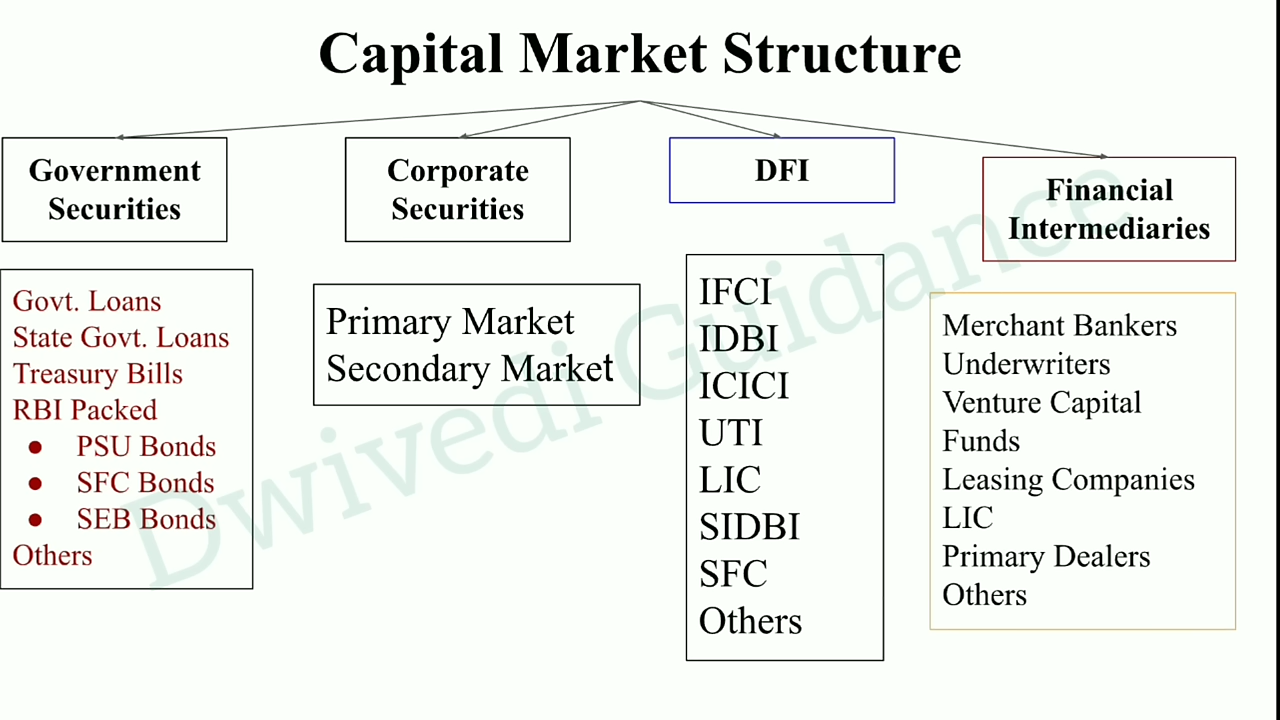 Capital Market Structure
Government
Securities
Corporate
Securities
DFI
Financial
Intermediaries
Govt. Loans
State Govt. Loans
Treasury Bills
RBI Packed
● PSU Bonds
● SFC Bonds
● SEB Bonds
Others
Primary Market
Secondary Market
IFCI
IDBI
ICICI
UTI
LIC
SIDBI
SFC
Others
Merchant Bankers
Underwriters
Venture Capital
Funds
Leasing Companies
LIC
Primary Dealers
Others
Dwivedi Guidance